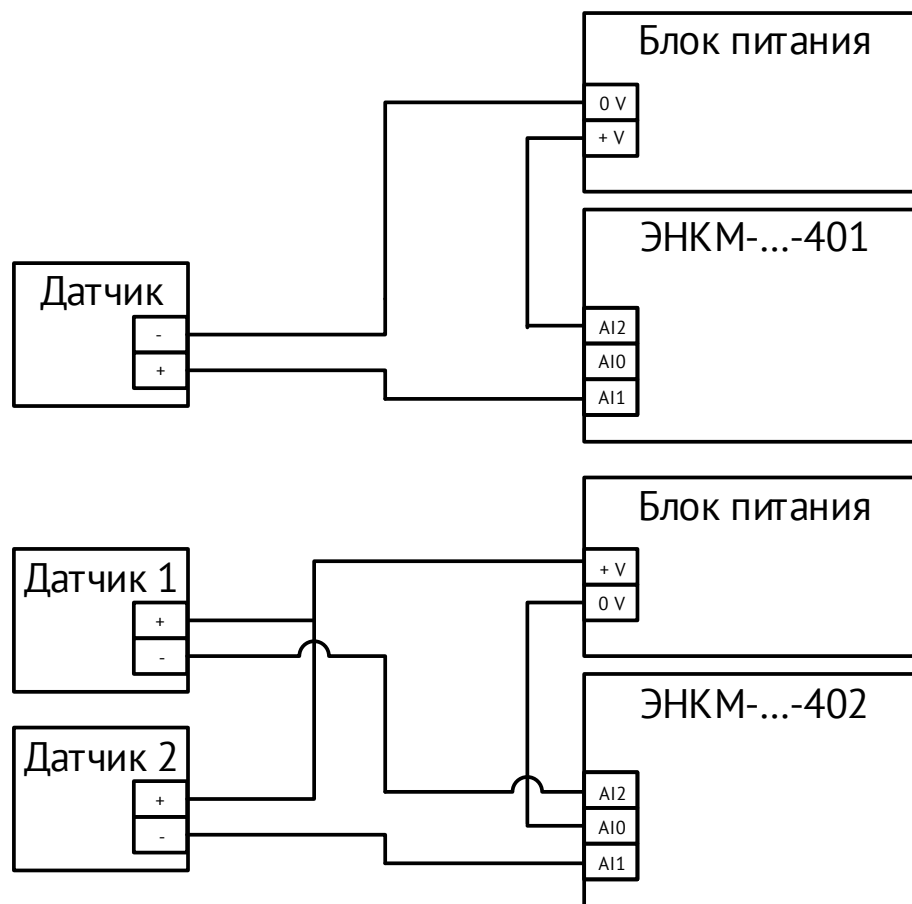 Блок питания
0 V
+ V
ЭНКМ-...-401
Датчик
-
+
AI2
AI0
AI1
Блок питания
+ V
0 V
Датчик 1
+
-
ЭНКМ-...-402
Датчик 2
+
-
AI2
AI0
AI1